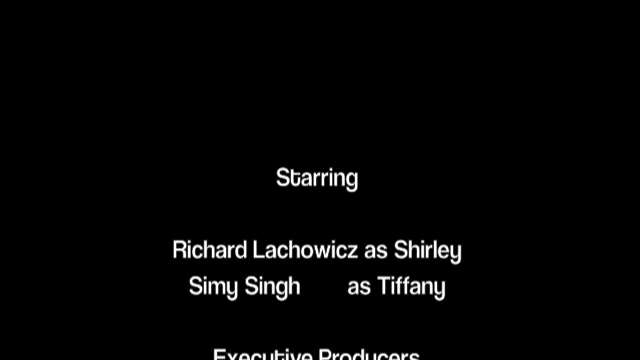 Starring
Richard Lachowicz as Shirley
Simy Singh as Tiffany
Executive Producers